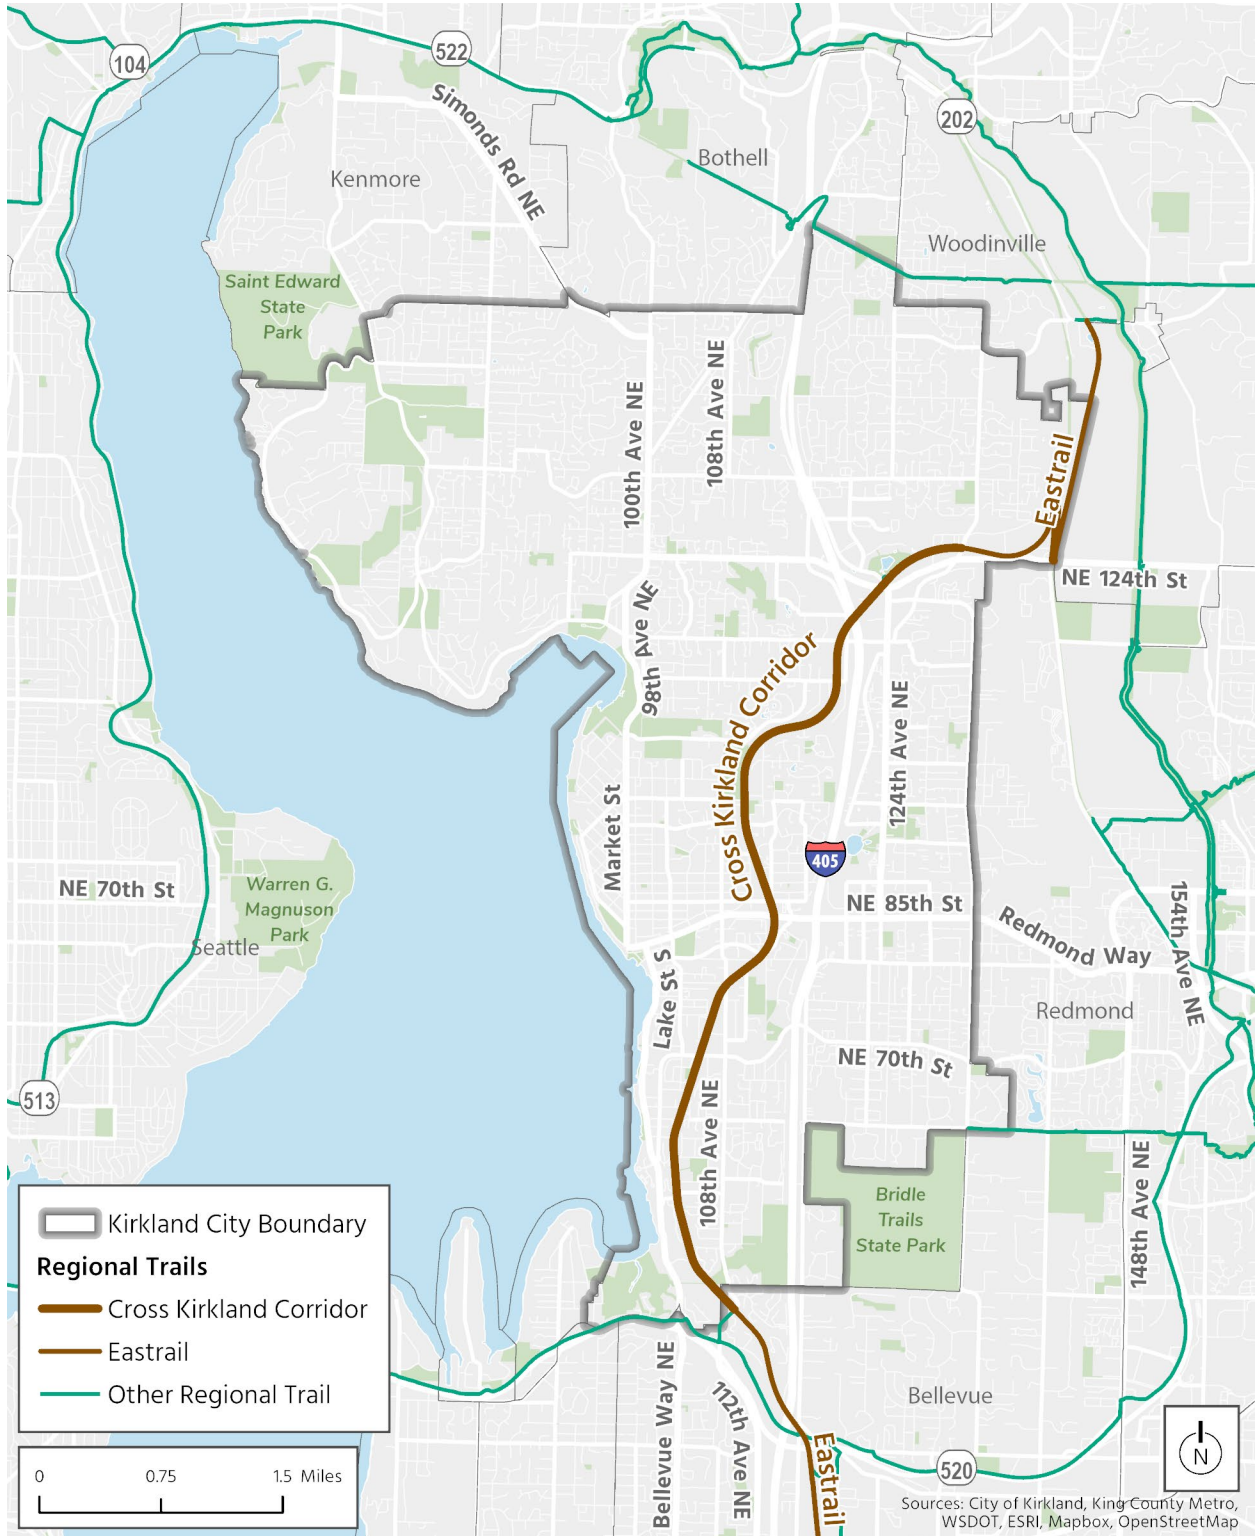 104
522
Simonds Rd NE
202
Bothell
Kenmore
Woodinville
Saint Edward
State
Park
100th Ave NE
108th Ave NE
Eastrail
NE 124th St
98th Ave NE
Cross Kirkland Corridor
124th Ave NE
Market St
405
NE 70th St
Warren G.
Magnuson
Park
Seattle
NE 85th St
Redmond Way
154th Ave NE
Lake St S
Redmond
NE 70th St
513
108th Ave NE
148th Ave NE
Bridle
Trails
State Park
Kirkland City Boundary
Regional Trails
Cross Kirkland Corridor
Eastrail
Other Regional Trail
Bellevue Way NE
112th Ave NE
Bellevue
Eastrail
520
N
0 0.75 1.5 Miles
Sources: City of Kirkland, King County Metro,
WSDOT, ESRI, Mapbox, OpenStreetMap